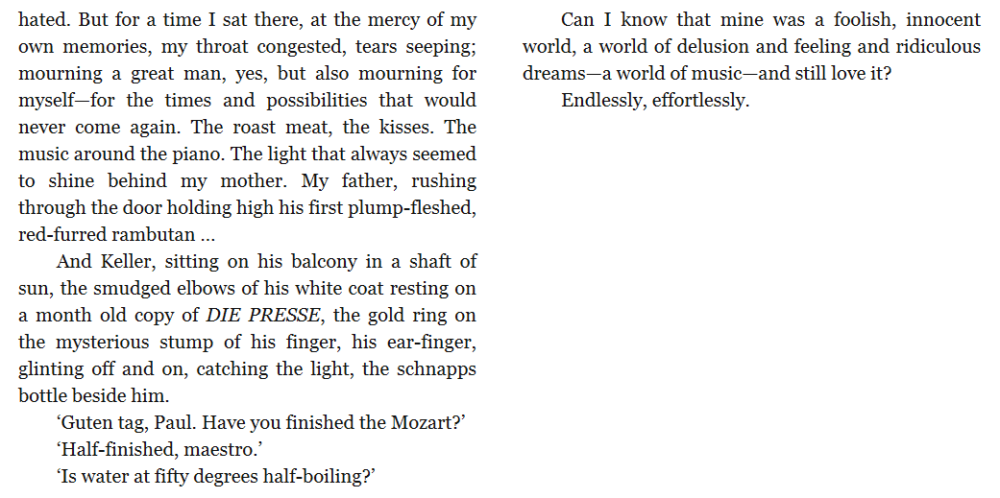 hated. But for a time I sat there, at the mercy of my
own memories, my throat congested, tears seeping;
mourning a great man, yes, but also mourning for
myself—for the times and possibilities that would
never come again. The roast meat, the kisses. The
music around the piano. The light that always seemed
to shine behind my mother. My father, rushing
through the door holding high his first plump-fleshed,
red-furred rambutan ...
And Keller, sitting on his balcony in a shaft of
sun, the smudged elbows of his white coat resting on
a month old copy of DIE PRESSE, the gold ring on
the mysterious stump of his finger, his ear-finger,
glinting off and on, catching the light, the schnapps
bottle beside him.
‘Guten tag, Paul. Have you finished the Mozart?’
‘Half-finished, maestro.’
‘Is water at fifty degrees half-boiling?’
Can I know that mine was a foolish, innocent
world, a world of delusion and feeling and ridiculous
dreams—a world of music—and still love it?
Endlessly, effortlessly.